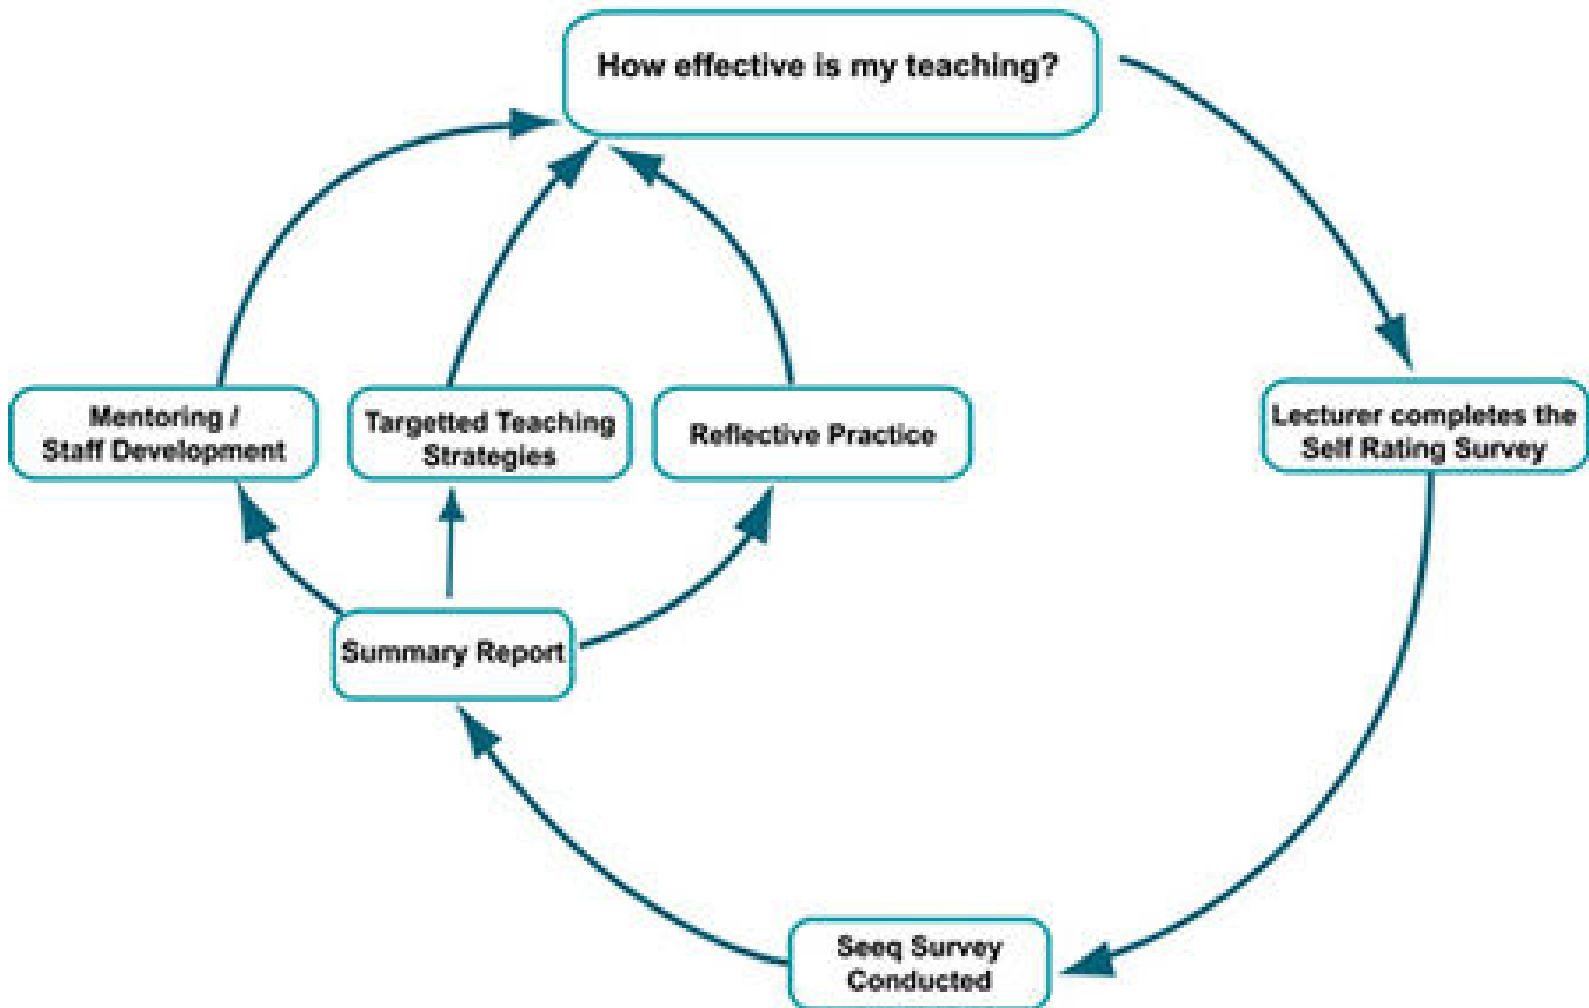 How effective is my teaching?
Mentoring /
Staff Development
Targetted Teaching
Strategies
Reflective Practice
Lecturer completes the
Self Rating Survey
Summary Report
Seeq Survey
Conducted